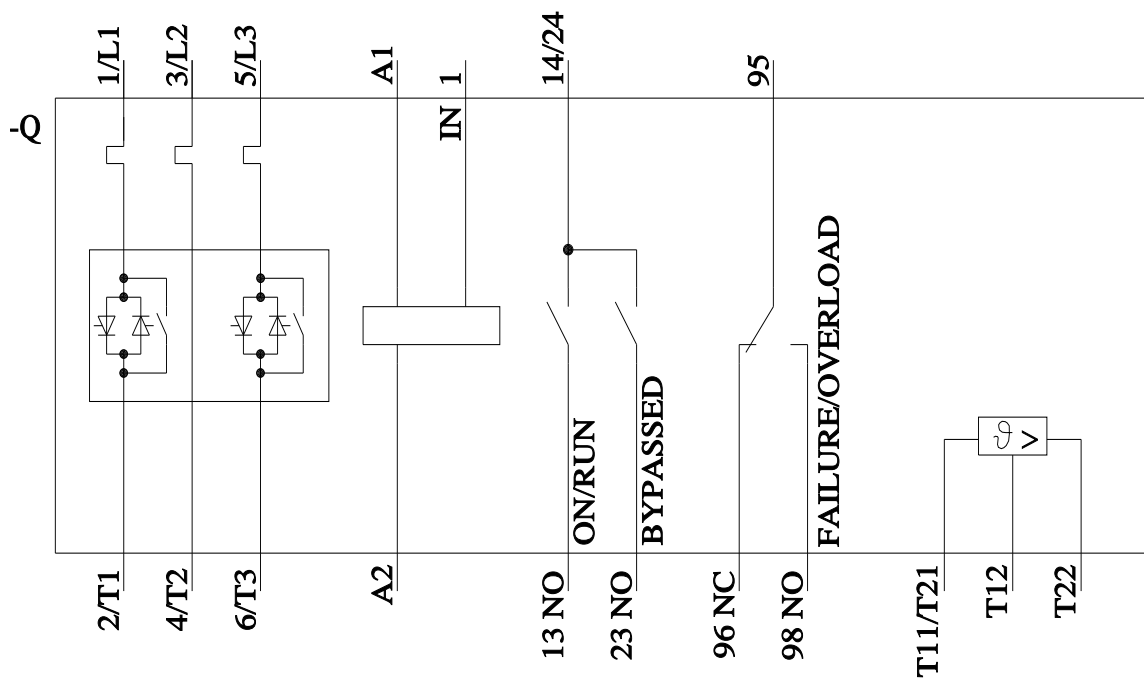 -Q
1/L1
3/L2
5/L3
A1
IN 1
14/24
95
ON/RUN
BYPASSED
FAILURE/OVERLOAD
ϑ >
2/T1
4/T2
6/T3
A2
13 NO
23 NO
96 NC
98 NO
T11/T21
T12
T22